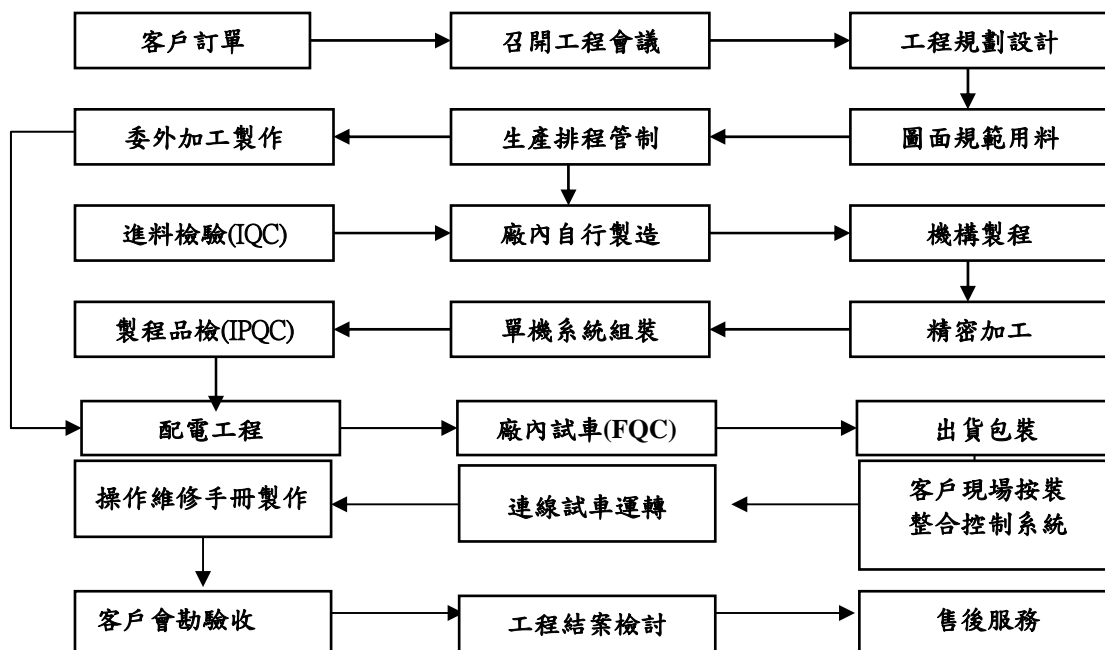 客戶訂單
召開工程會議
工程規劃設計
委外加工製作
生產排程管制
圖面規範用料
進料檢驗(IQC)
廠內自行製造
機構製程
製程品檢(IPQC)
單機系統組裝
精密加工
配電工程
廠內試車(FQC)
出貨包裝
操作維修手冊製作
連線試車運轉
客戶現場按裝
整合控制系統
客戶會勘驗收
工程結案檢討
售後服務